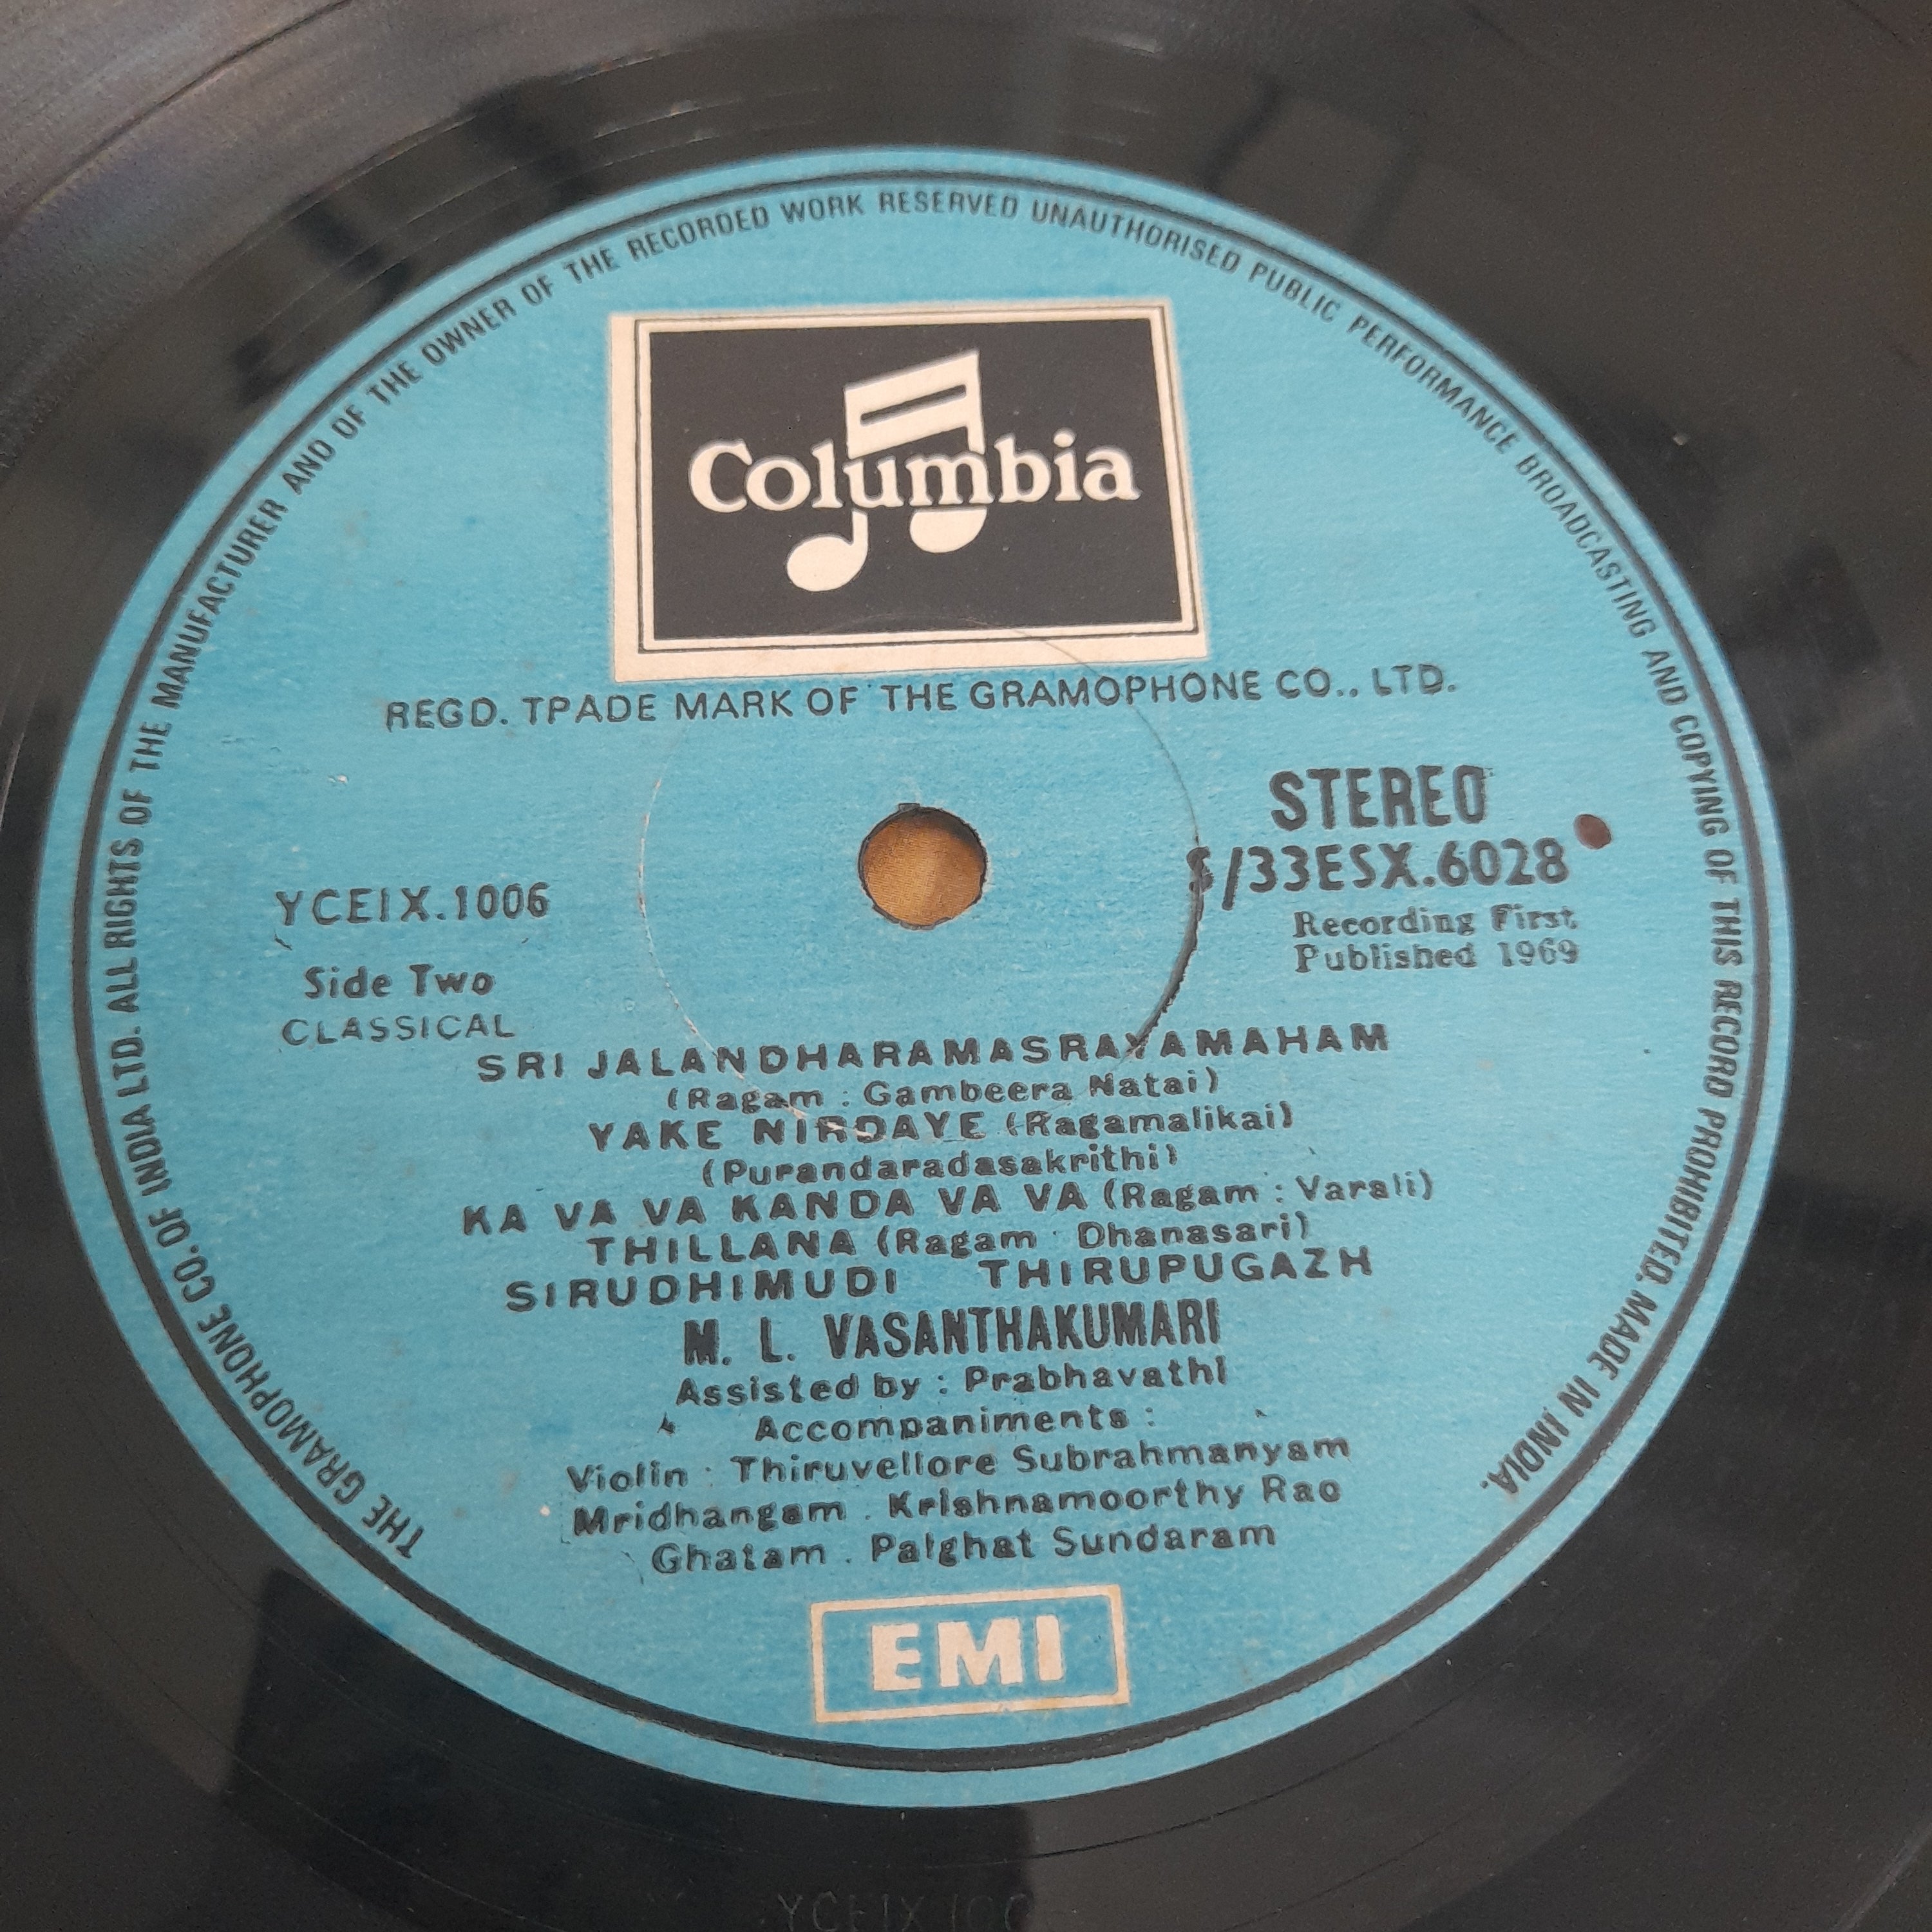 THE GRAMOPHONE CO. OF INDIA LTD. ALL RIGHTS OF THE MANUFACTURER AND OF THE OWNER OF THE RECORDED WORK RESERVED UNAUTHORISED PUBLIC PERFORMANCE BROADCASTING AND COPYING OF THIS RECORD PROHIBITED. MADE IN INDIA.
Columbia
REGD. TPADE MARK OF THE GRAMOPHONE CO., LTD.
STEREO
S/33ESX.6028
Recording First
Published 1969
YCEIX.1006
Side Two
CLASSICAL
SRI JALANDHARAMASRAYAMAHAM
(Ragam : Gambeera Natai)
YAKE NIRDAYE (Ragamalikai)
(Purandaradasakrithi)
KA VA VA KANDA VA VA (Ragam : Varali)
THILLANA (Ragam : Dhanasari)
SIRUDHIMUDI THIRUPUGAZH
M. L. VASANTHAKUMARI
Assisted by : Prabhavathi
Accompaniments :
Violin : Thiruvellore Subrahmanyam
Mridhangam . Krishnamoorthy Rao
Ghatam . Palghat Sundaram
EMI